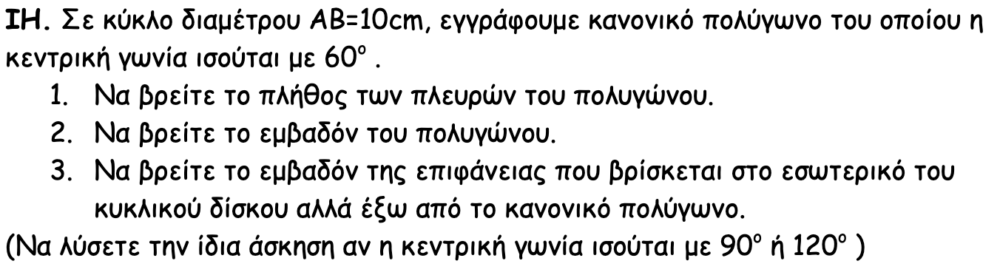 ΙΗ. Σε κύκλο διαμέτρου ΑΒ=10cm, εγγράφουμε κανονικό πολύγωνο του οποίου η
κεντρική γωνία ισούται με 60° .
1. Να βρείτε το πλήθος των πλευρών του πολυγώνου.
2. Να βρείτε το εμβαδόν του πολυγώνου.
3. Να βρείτε το εμβαδόν της επιφάνειας που βρίσκεται στο εσωτερικό του
κυκλικού δίσκου αλλά έξω από το κανονικό πολύγωνο.
(Να λύσετε την ίδια άσκηση αν η κεντρική γωνία ισούται με 90° ή 120° )